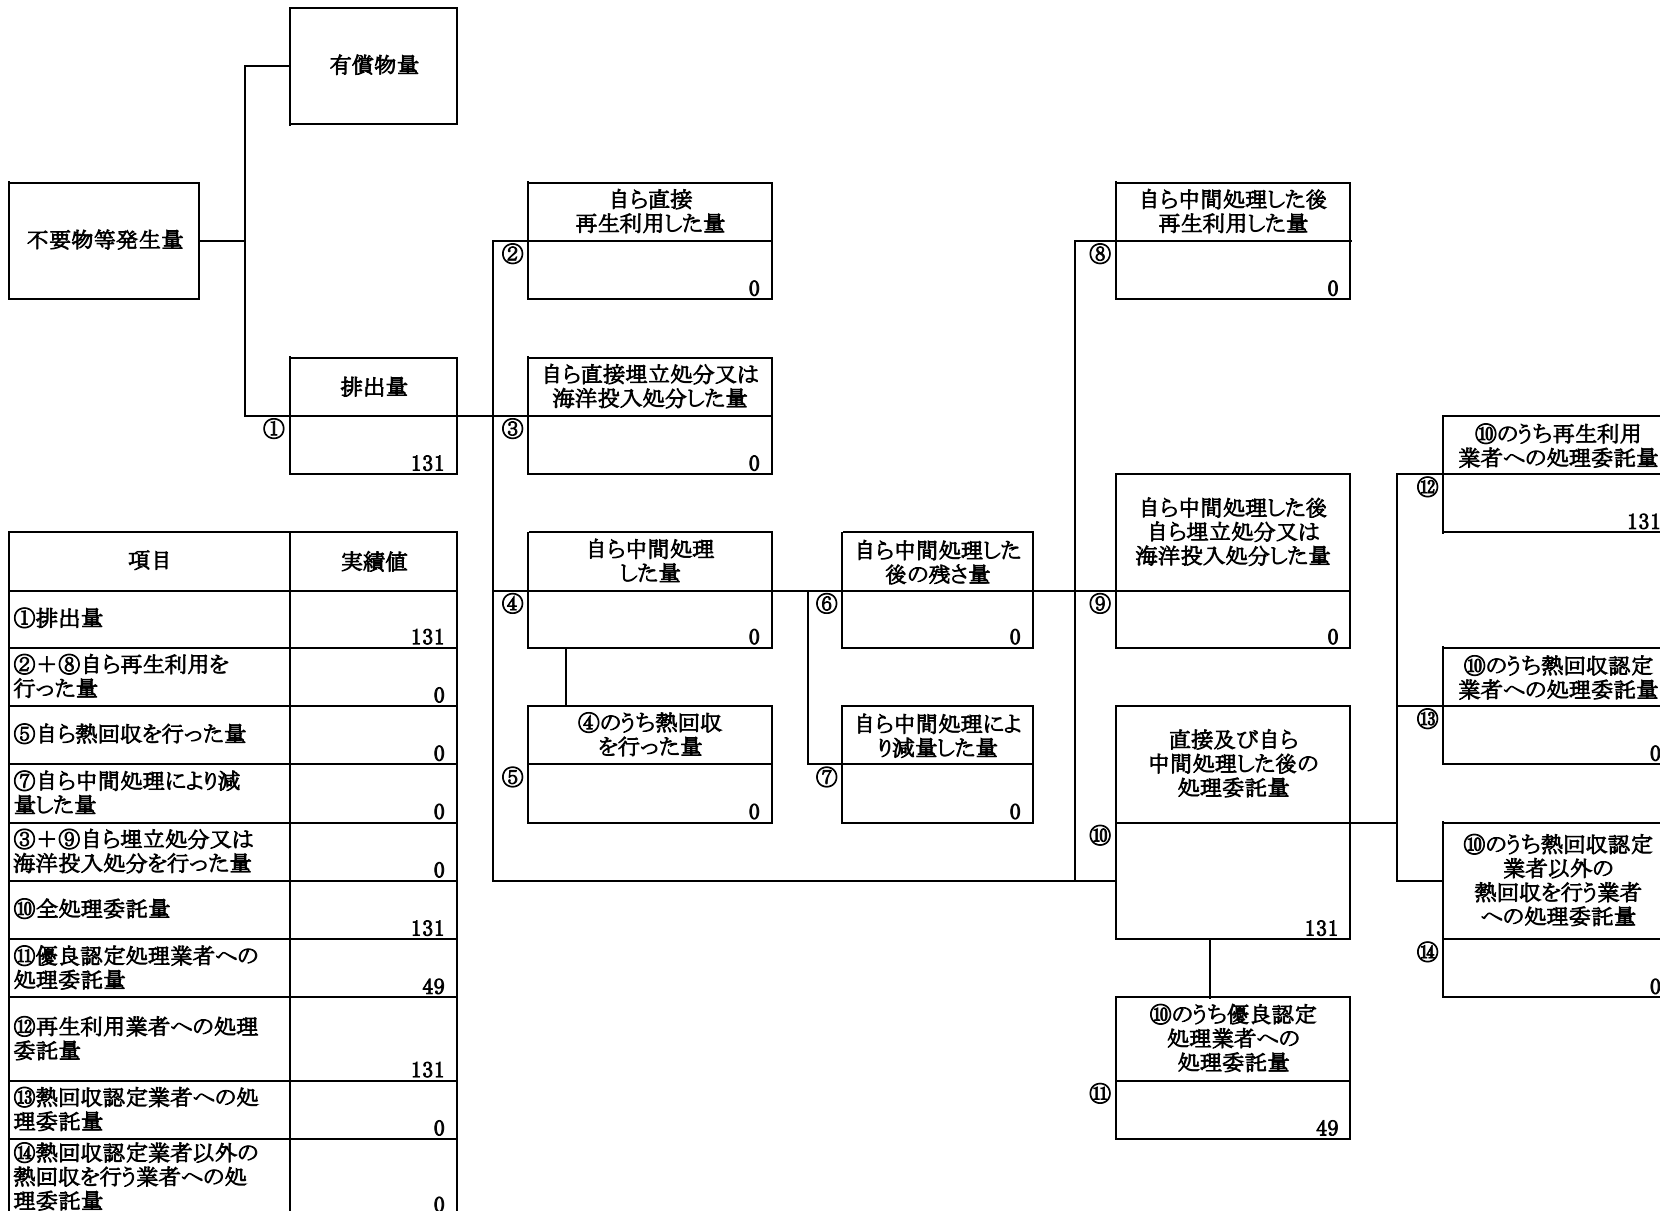 有償物量
不要物等発生量
自ら直接
再生利用した量
②
0
自ら中間処理した後
再生利用した量
⑧
0
排出量
①
131
自ら直接埋立処分又は
海洋投入処分した量
③
0
⑩のうち再生利用
業者への処理委託量
⑫
131
自ら中間処理
した量
④
0
自ら中間処理した
後の残さ量
⑥
0
自ら中間処理した後
自ら埋立処分又は
海洋投入処分した量
⑨
0
⑩のうち熱回収認定
業者への処理委託量
⑬
0
④のうち熱回収
を行った量
⑤
0
自ら中間処理によ
り減量した量
⑦
0
直接及び自ら
中間処理した後の
処理委託量
⑩
131
⑩のうち熱回収認定
業者以外の
熱回収を行う業者
への処理委託量
⑭
0
⑩のうち優良認定
処理業者への
処理委託量
⑪
49
項目 実績値
①排出量
131
②+⑧自ら再生利用を
行った量
0
⑤自ら熱回収を行った量
0
⑦自ら中間処理により減
量した量
0
③+⑨自ら埋立処分又は
海洋投入処分を行った量
0
⑩全処理委託量
131
⑪優良認定処理業者への
処理委託量
49
⑫再生利用業者への処理
委託量
131
⑬熱回収認定業者への処
理委託量
0
⑭熱回収認定業者以外の
熱回収を行う業者への処
理委託量
0